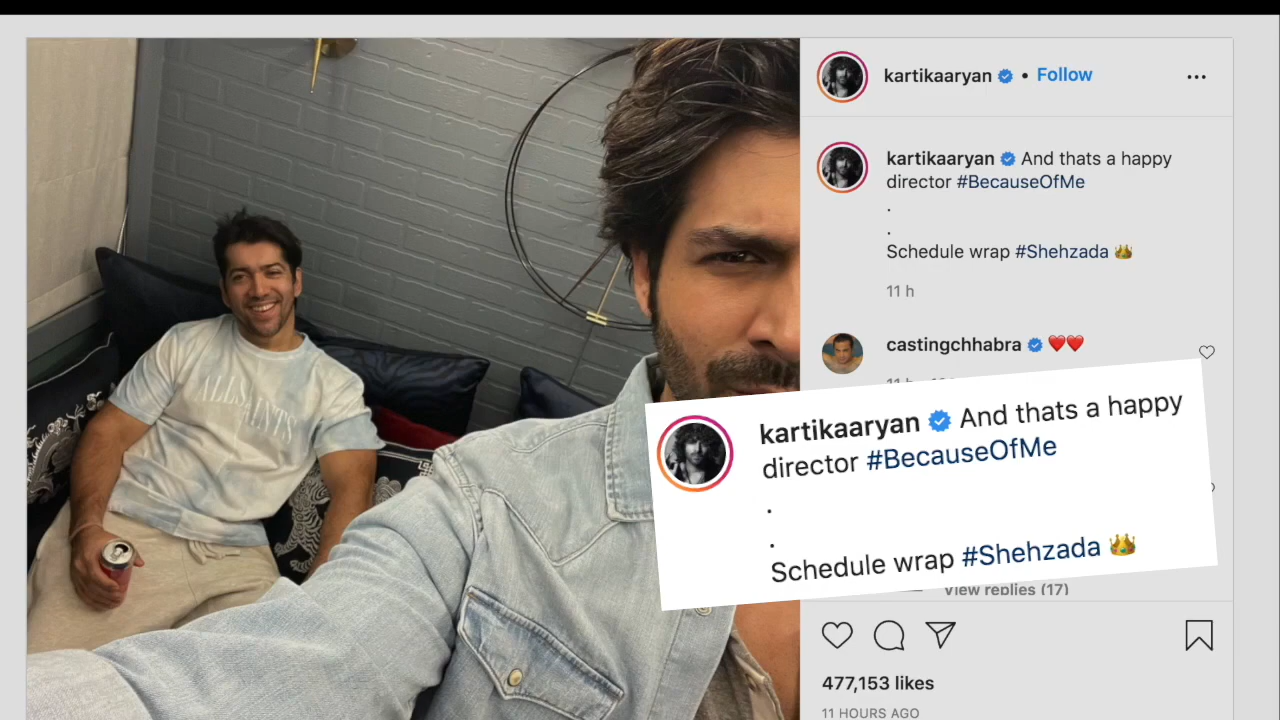 kartikaaryan • Follow
kartikaaryan And thats a happy
director #BecauseOfMe
.
.
Schedule wrap #Shehzada 👑
11 h
castingchhabra ❤️❤️
kartikaaryan And thats a happy
director #BecauseOfMe
.
.
Schedule wrap #Shehzada 👑
View replies (17)
477,153 likes
11 HOURS AGO
ALLSAINTS